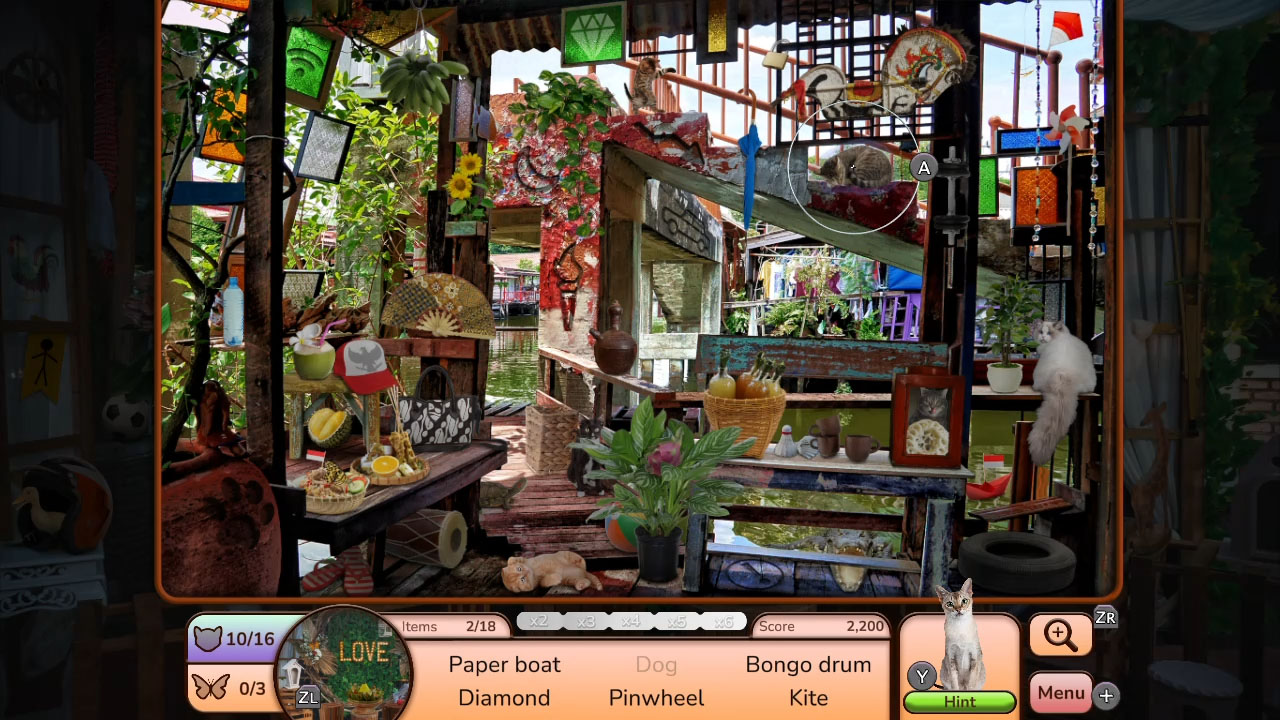 A
10/16
Items 2/18
x2 x3 x4 x5 x6
Score 2,200
ZR
0/3
LOVE
ZL
Paper boat Dog Bongo drum
Diamond Pinwheel Kite
Y
Hint
Menu +